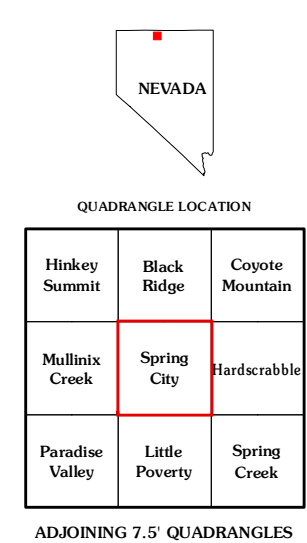 NEVADA
QUADRANGLE LOCATION
Hinkey
Summit
Black
Ridge
Coyote
Mountain
Mullinix
Creek
Spring
City
Hardscrabble
Paradise
Valley
Little
Poverty
Spring
Creek
ADJOINING 7.5' QUADRANGLES